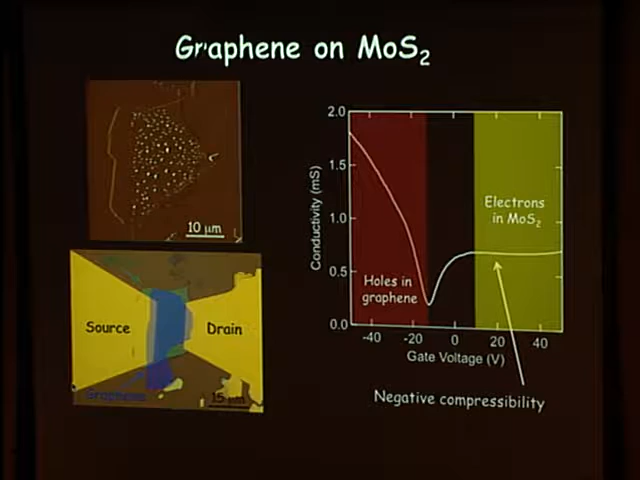 Graphene on MoS₂
10 μm
Source
Drain
Graphene
15 μm
Conductivity (mS)
2.0
1.5
1.0
0.5
0.0
Holes in
graphene
Electrons
in MoS₂
-40
-20
0
20
40
Gate Voltage (V)
Negative compressibility